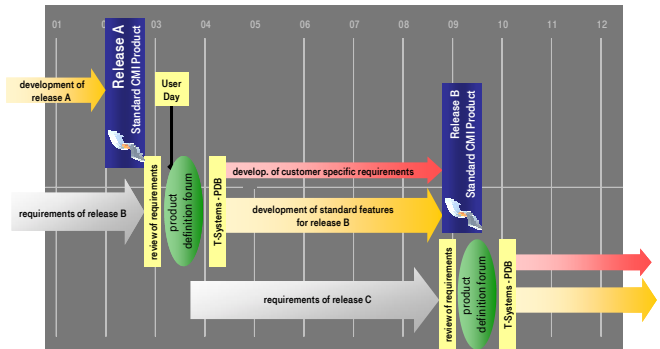 01 02 03 04 05 06 07 08 09 10 11 12
Release A
Standard CMI Product
User
Day
development of
release A
Release B
Standard CMI Product
develop. of customer specific requirements
requirements of release B
review of requirements
product
definition forum
T-Systems - PDB
development of standard features
for release B
requirements of release C
review of requirements
product
definition forum
T-Systems - PDB